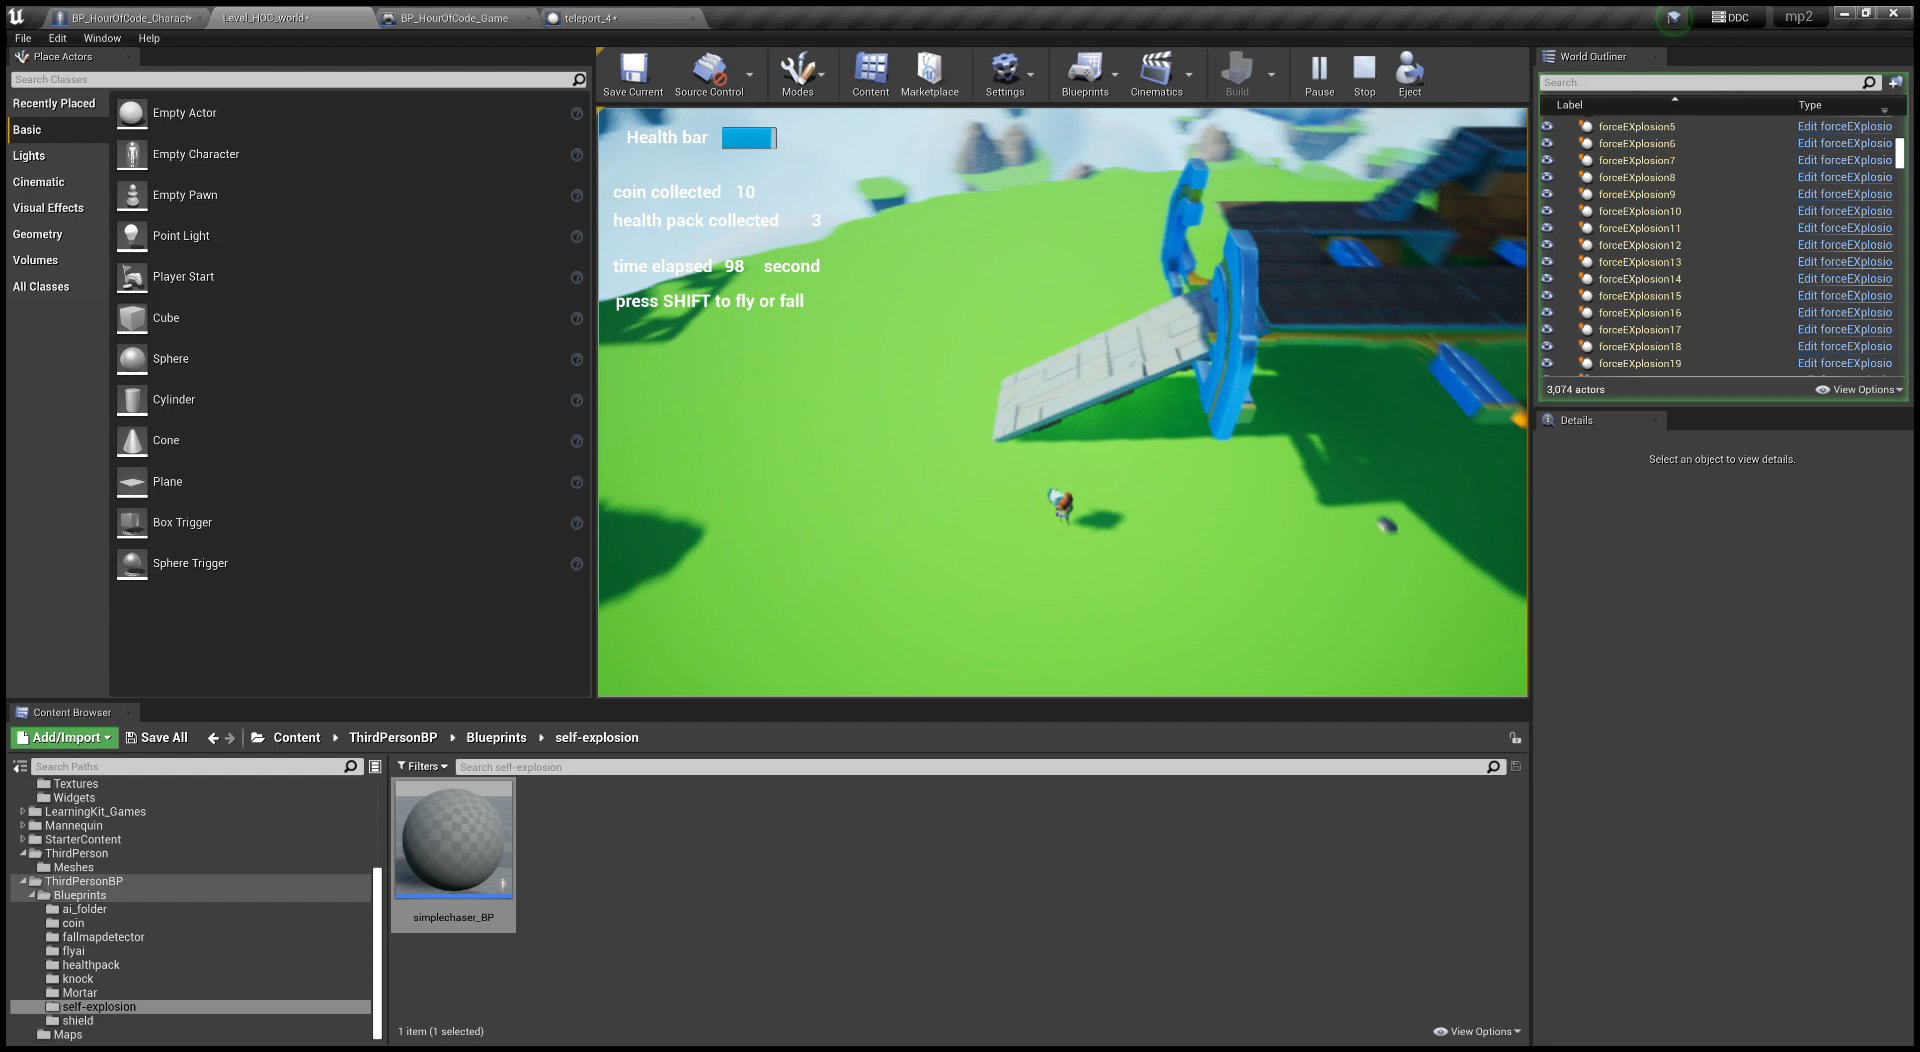 BP_HourOfCode_Charact
Level_HOC_world*
BP_HourOfCode_Game
teleport_4*
DDC
mp2
File
Edit
Window
Help
Place Actors
Search Classes
Recently Placed
Basic
Lights
Cinematic
Visual Effects
Geometry
Volumes
All Classes
Empty Actor
Empty Character
Empty Pawn
Point Light
Player Start
Cube
Sphere
Cylinder
Cone
Plane
Box Trigger
Sphere Trigger
Save Current
Source Control
Modes
Content
Marketplace
Settings
Blueprints
Cinematics
Build
Pause
Stop
Eject
Health bar
coin collected 10
health pack collected 3
time elapsed 98 second
press SHIFT to fly or fall
World Outliner
Search...
Label Type
forceEXplosion5 Edit forceEXplosio
forceEXplosion6 Edit forceEXplosio
forceEXplosion7 Edit forceEXplosio
forceEXplosion8 Edit forceEXplosio
forceEXplosion9 Edit forceEXplosio
forceEXplosion10 Edit forceEXplosio
forceEXplosion11 Edit forceEXplosio
forceEXplosion12 Edit forceEXplosio
forceEXplosion13 Edit forceEXplosio
forceEXplosion14 Edit forceEXplosio
forceEXplosion15 Edit forceEXplosio
forceEXplosion16 Edit forceEXplosio
forceEXplosion17 Edit forceEXplosio
forceEXplosion18 Edit forceEXplosio
forceEXplosion19 Edit forceEXplosio
3,074 actors
View Options
Details
Select an object to view details.
Content Browser
Add/Import
Save All
Content
ThirdPersonBP
Blueprints
self-explosion
Search Paths
Filters
Search self-explosion
Textures
Widgets
LearningKit_Games
Mannequin
StarterContent
ThirdPerson
Meshes
ThirdPersonBP
Blueprints
ai_folder
coin
fallmapdetector
flyai
healthpack
knock
Mortar
self-explosion
shield
Maps
simplechaser_BP
1 item (1 selected)
View Options